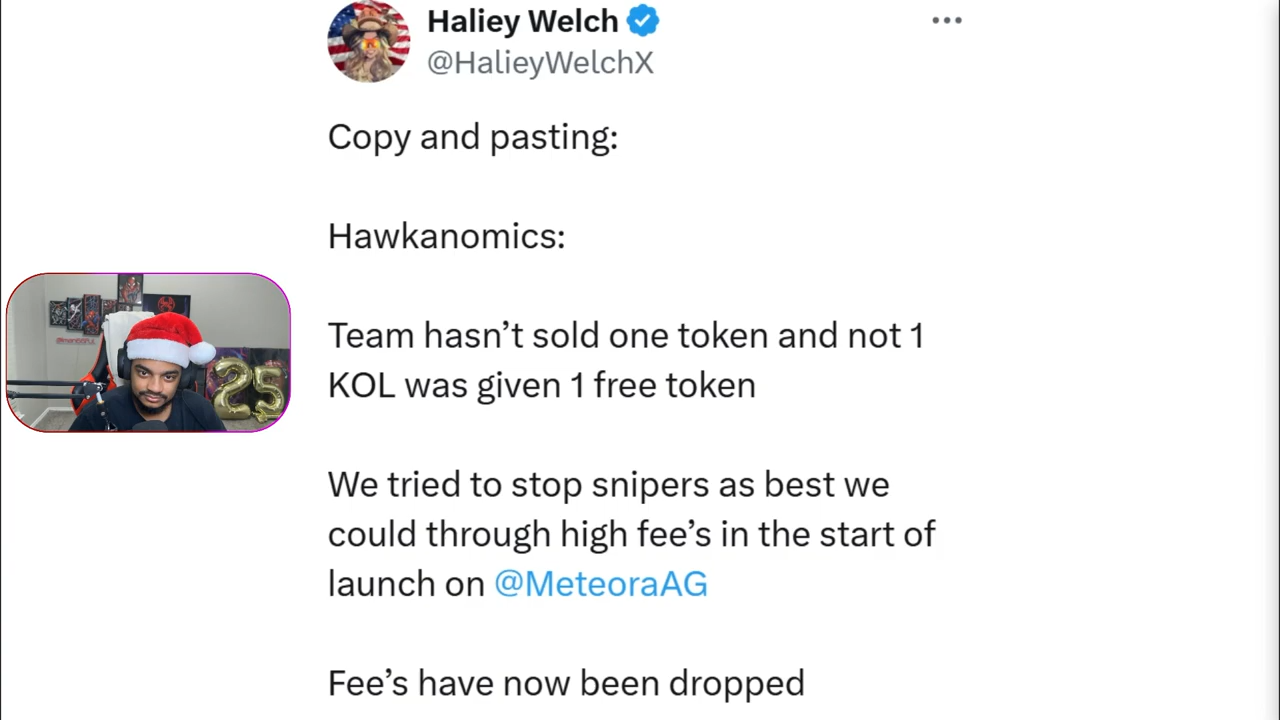 Haliey Welch
@HalieyWelchX
Copy and pasting:
Hawkanomics:
Team hasn’t sold one token and not 1
KOL was given 1 free token
We tried to stop snipers as best we
could through high fee’s in the start of
launch on @MeteoraAG
Fee’s have now been dropped
25